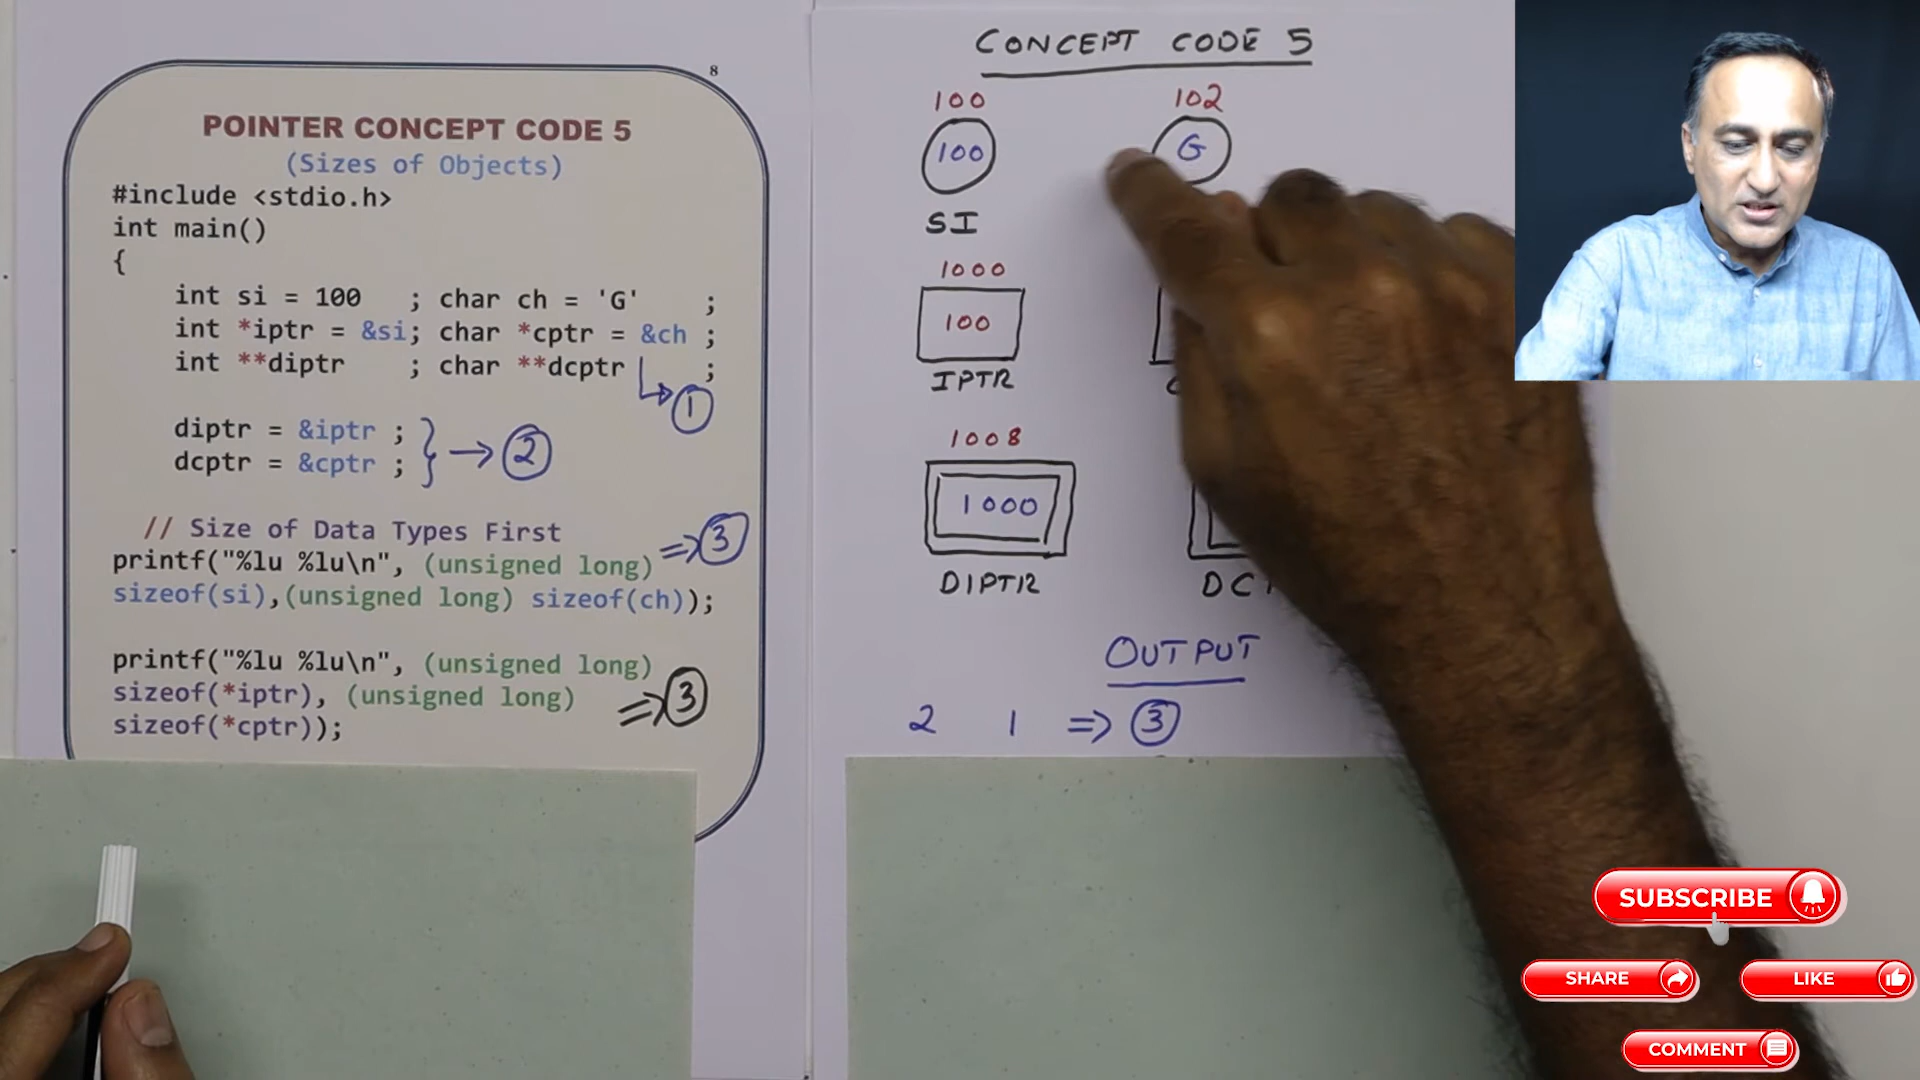 8
POINTER CONCEPT CODE 5
(Sizes of Objects)
#include <stdio.h>
int main()
{
int si = 100 ; char ch = 'G' ;
int *iptr = &si; char *cptr = &ch ;
int **diptr ; char **dcptr ;
1
diptr = &iptr ;
dcptr = &cptr ;
} → 2
// Size of Data Types First
printf("%lu %lu\n", (unsigned long) ⇒ 3
sizeof(si),(unsigned long) sizeof(ch));
printf("%lu %lu\n", (unsigned long)
sizeof(*iptr), (unsigned long) ⇒ 3
sizeof(*cptr));
CONCEPT CODE 5
100 102
100 G
SI
1000
100
IPTR
1008
1000
DIPTR DC
OUTPUT
2 1 ⇒ 3
SUBSCRIBE
SHARE LIKE
COMMENT